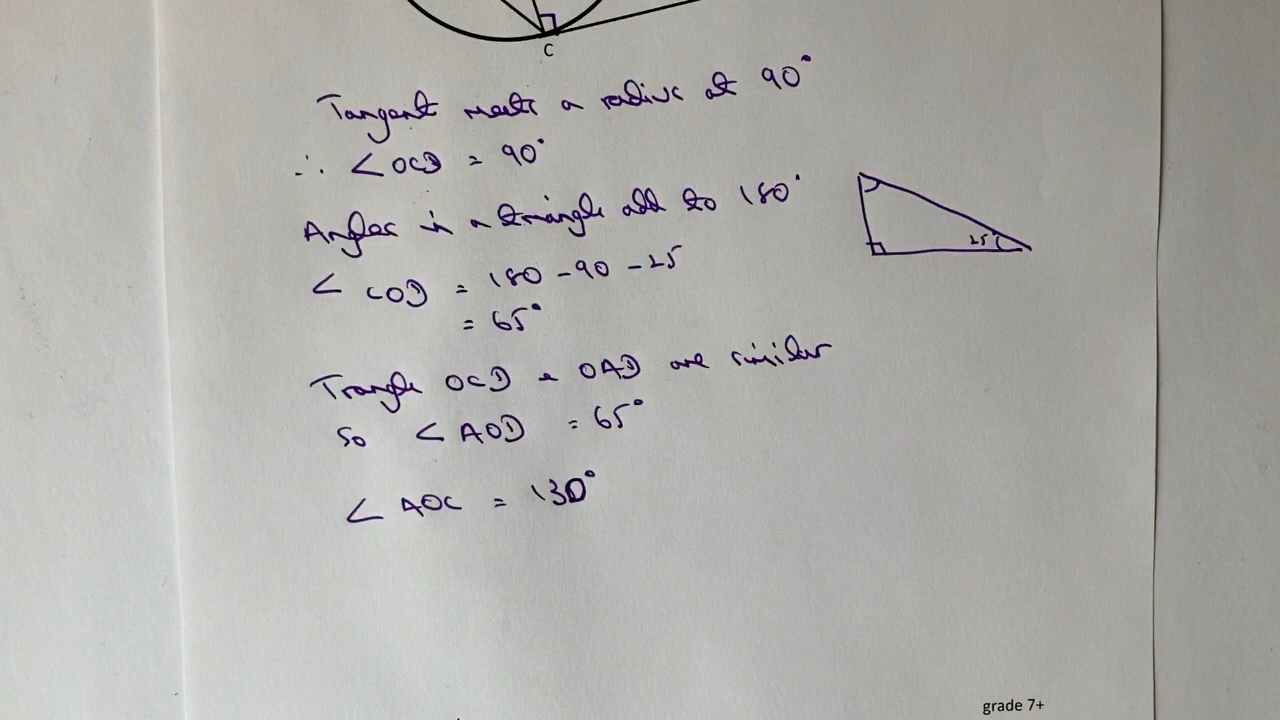 C
Tangent meets a radius at 90°
∴ ∠OCD = 90°
Angles in a triangle add to 180°
25
∠ COD = 180 - 90 - 25
= 65°
Triangle OCD & OAD are similar
So ∠AOD = 65°
∠AOC = 130°
grade 7+